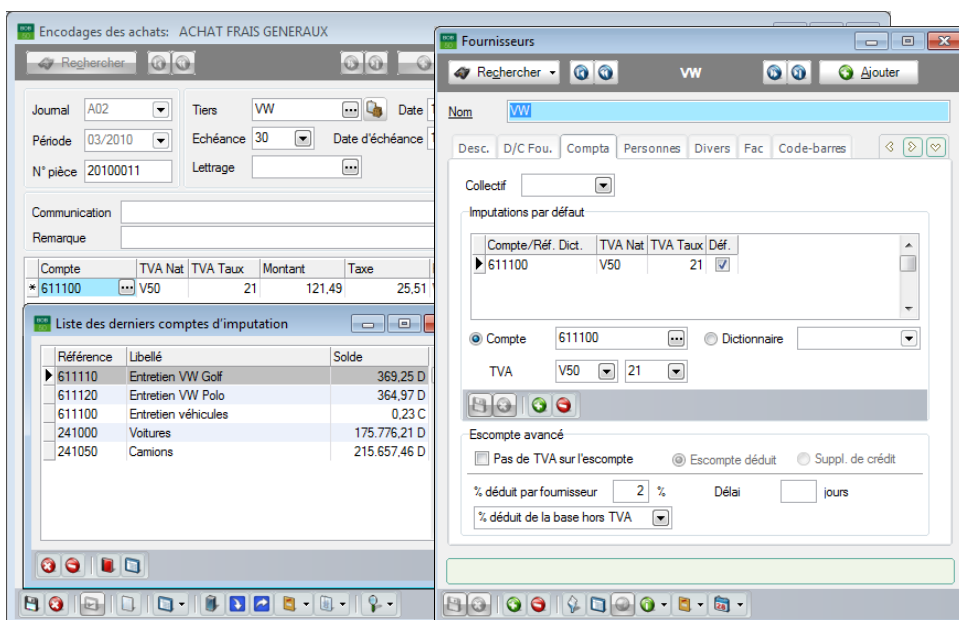 Encodages des achats: ACHAT FRAIS GENERAUX
Rechercher
Journal A02
Tiers VW
Date
Période 03/2010
Echéance 30
Date d'échéance
N° pièce 20100011
Lettrage
Communication
Remarque
Compte TVA Nat TVA Taux Montant Taxe
* 611100 V50 21 121,49 25,51
Liste des derniers comptes d'imputation
Référence Libellé Solde
611110 Entretien VW Golf 369,25 D
611120 Entretien VW Polo 364,97 D
611100 Entretien véhicules 0,23 C
241000 Voitures 175.776,21 D
241050 Camions 215.657,46 D
Fournisseurs
Rechercher VW Ajouter
Nom VW
Desc. D/C Fou. Compta Personnes Divers Fac Code-barres
Collectif
Imputations par défaut
Compte/Réf. Dict. TVA Nat TVA Taux Déf.
611100 V50 21
Compte 611100 Dictionnaire
TVA V50 21
Escompte avancé
Pas de TVA sur l'escompte Escompte déduit Suppl. de crédit
% déduit par fournisseur 2 % Délai jours
% déduit de la base hors TVA